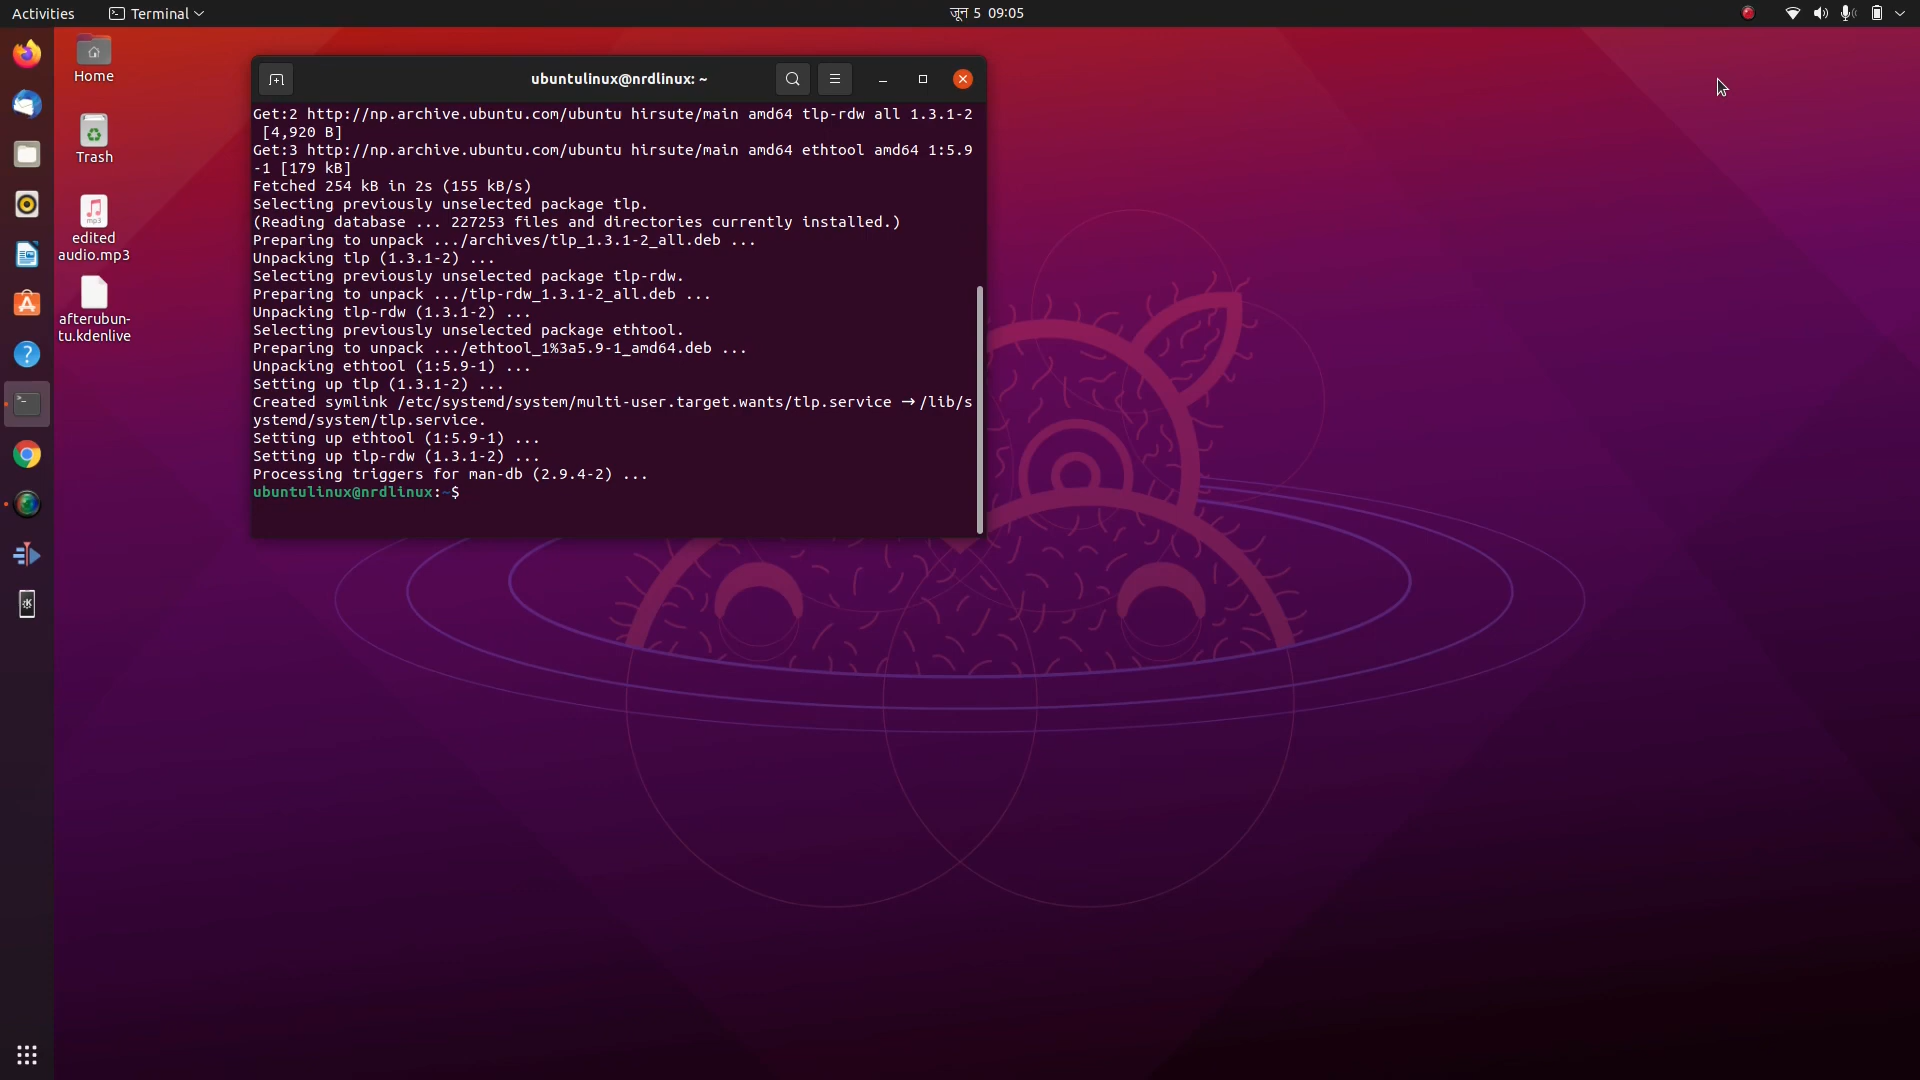 Activities
Terminal
जून 5 09:05
Home
Trash
edited
audio.mp3
afterubun-
tu.kdenlive
ubuntulinux@nrdlinux: ~
Get:2 http://np.archive.ubuntu.com/ubuntu hirsute/main amd64 tlp-rdw all 1.3.1-2
 [4,920 B]
Get:3 http://np.archive.ubuntu.com/ubuntu hirsute/main amd64 ethtool amd64 1:5.9
-1 [179 kB]
Fetched 254 kB in 2s (155 kB/s)
Selecting previously unselected package tlp.
(Reading database ... 227253 files and directories currently installed.)
Preparing to unpack .../archives/tlp_1.3.1-2_all.deb ...
Unpacking tlp (1.3.1-2) ...
Selecting previously unselected package tlp-rdw.
Preparing to unpack .../tlp-rdw_1.3.1-2_all.deb ...
Unpacking tlp-rdw (1.3.1-2) ...
Selecting previously unselected package ethtool.
Preparing to unpack .../ethtool_1%3a5.9-1_amd64.deb ...
Unpacking ethtool (1:5.9-1) ...
Setting up tlp (1.3.1-2) ...
Created symlink /etc/systemd/system/multi-user.target.wants/tlp.service → /lib/s
ystemd/system/tlp.service.
Setting up ethtool (1:5.9-1) ...
Setting up tlp-rdw (1.3.1-2) ...
Processing triggers for man-db (2.9.4-2) ...
ubuntulinux@nrdlinux:~$